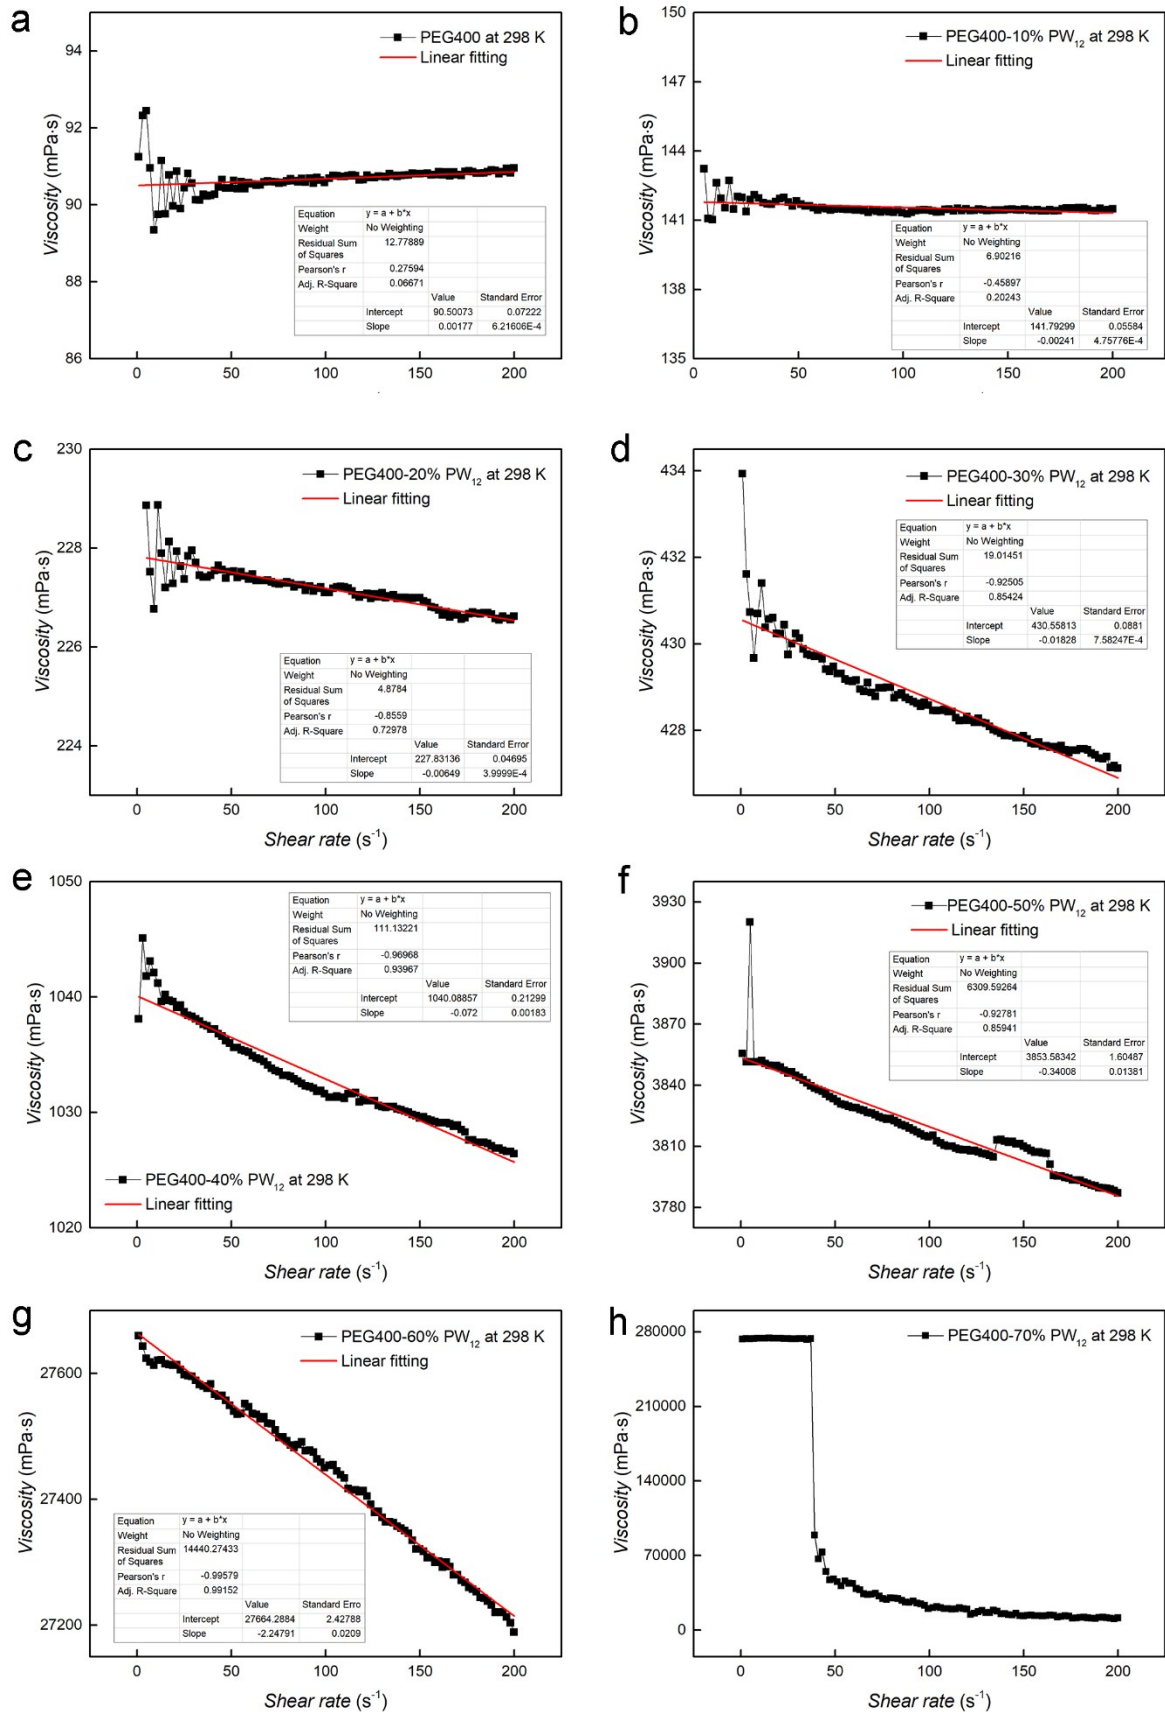 a
PEG400 at 298 K
Linear fitting
94
92
90
88
86
Viscosity (mPa·s)
0 50 100 150 200
Equation y = a + b*x
Weight No Weighting
Residual Sum of Squares 12.77889
Pearson's r 0.27594
Adj. R-Square 0.06671
Value Standard Error
Intercept 90.50073 0.07222
Slope 0.00177 6.21606E-4
b
PEG400-10% PW12 at 298 K
Linear fitting
150
147
144
141
138
135
Viscosity (mPa·s)
0 50 100 150 200
Equation y = a + b*x
Weight No Weighting
Residual Sum of Squares 6.90216
Pearson's r -0.45897
Adj. R-Square 0.20243
Value Standard Error
Intercept 141.79299 0.05584
Slope -0.00241 4.75776E-4
c
PEG400-20% PW12 at 298 K
Linear fitting
230
228
226
224
Viscosity (mPa·s)
0 50 100 150 200
Shear rate (s-1)
Equation y = a + b*x
Weight No Weighting
Residual Sum of Squares 4.8784
Pearson's r -0.8559
Adj. R-Square 0.72978
Value Standard Error
Intercept 227.83136 0.04695
Slope -0.00649 3.9999E-4
d
PEG400-30% PW12 at 298 K
Linear fitting
434
432
430
428
Viscosity (mPa·s)
0 50 100 150 200
Shear rate (s-1)
Equation y = a + b*x
Weight No Weighting
Residual Sum of Squares 19.01451
Pearson's r -0.92505
Adj. R-Square 0.85424
Value Standard Error
Intercept 430.55813 0.0881
Slope -0.01828 7.58247E-4
e
PEG400-40% PW12 at 298 K
Linear fitting
1050
1040
1030
1020
Viscosity (mPa·s)
0 50 100 150 200
Shear rate (s-1)
Equation y = a + b*x
Weight No Weighting
Residual Sum of Squares 111.13221
Pearson's r -0.96968
Adj. R-Square 0.93967
Value Standard Error
Intercept 1040.08857 0.21299
Slope -0.072 0.00183
f
PEG400-50% PW12 at 298 K
Linear fitting
3930
3900
3870
3840
3810
3780
Viscosity (mPa·s)
0 50 100 150 200
Shear rate (s-1)
Equation y = a + b*x
Weight No Weighting
Residual Sum of Squares 6309.59264
Pearson's r -0.92781
Adj. R-Square 0.85941
Value Standard Error
Intercept 3853.58342 1.60487
Slope -0.34008 0.01381
g
PEG400-60% PW12 at 298 K
Linear fitting
27600
27400
27200
Viscosity (mPa·s)
0 50 100 150 200
Shear rate (s-1)
Equation y = a + b*x
Weight No Weighting
Residual Sum of Squares 14440.27433
Pearson's r -0.99579
Adj. R-Square 0.99152
Value Standard Erro
Intercept 27664.2884 2.42788
Slope -2.24791 0.0209
h
PEG400-70% PW12 at 298 K
280000
210000
140000
70000
0
Viscosity (mPa·s)
0 50 100 150 200
Shear rate (s-1)